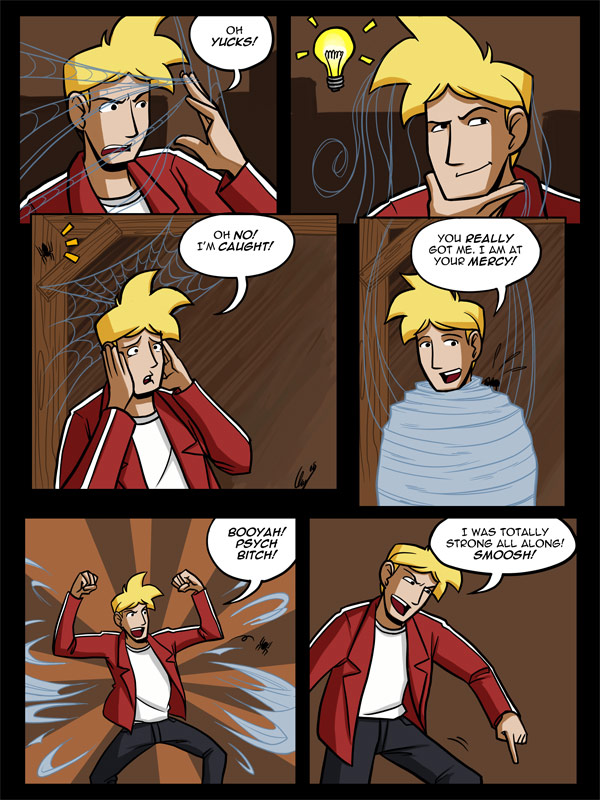 OH
YUCKS!
OH NO!
I'M CAUGHT!
YOU REALLY
GOT ME. I AM AT
YOUR MERCY!
BOOYAH!
PSYCH
BITCH!
I WAS TOTALLY
STRONG ALL ALONG!
SMOOSH!